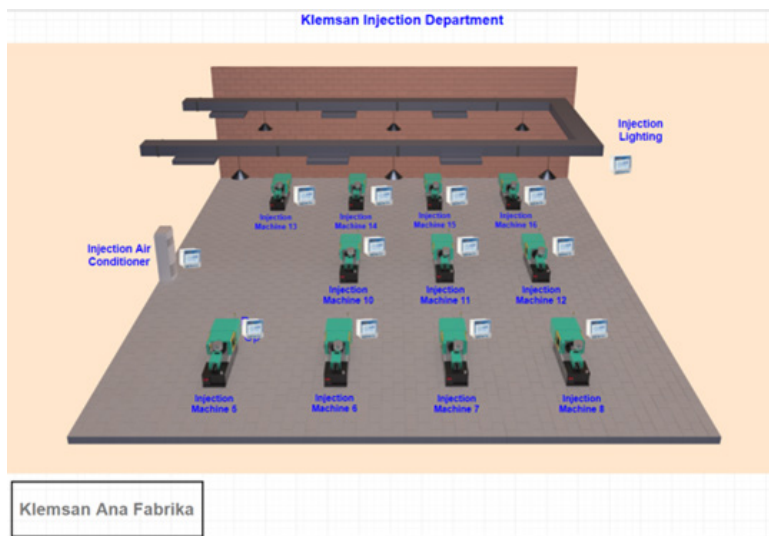 Klemsan Injection Department
Injection
Lighting
Injection
Machine 13
Injection
Machine 14
Injection
Machine 15
Injection
Machine 16
Injection Air
Conditioner
Injection
Machine 10
Injection
Machine 11
Injection
Machine 12
Injection
Machine 5
Injection
Machine 6
Injection
Machine 7
Injection
Machine 8
Klemsan Ana Fabrika